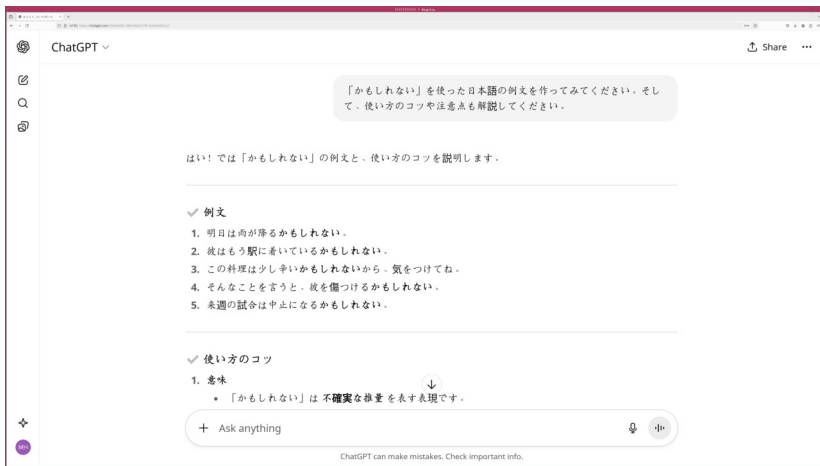 ChatGPT
Share
「かもしれない」を使った日本語の例文を作ってみてください。そし
て、使い方のコツや注意点も解説してください。
はい！では「かもしれない」の例文と、使い方のコツを説明します。
✓ 例文
1. 明日は雨が降るかもしれない。
2. 彼はもう駅に着いているかもしれない。
3. この料理は少し辛いかもしれないから、気をつけてね。
4. そんなことを言うと、彼を傷つけるかもしれない。
5. 来週の試合は中止になるかもしれない。
✓ 使い方のコツ
1. 意味
• 「かもしれない」は 不確実な推量 を表す表現です。
Ask anything
MH
ChatGPT can make mistakes. Check important info.